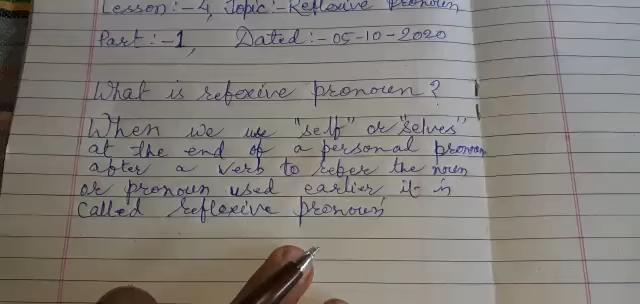 Lesson:- 4, Topic:- Reflexive pronoun
Part:-1, Dated:- 05-10-2020
What is refexive pronoun?
When we use "self" or "selves"
at the end of a personal pronoun
after a verb to refer the noun
or pronoun used earlier it is
called reflexive pronoun